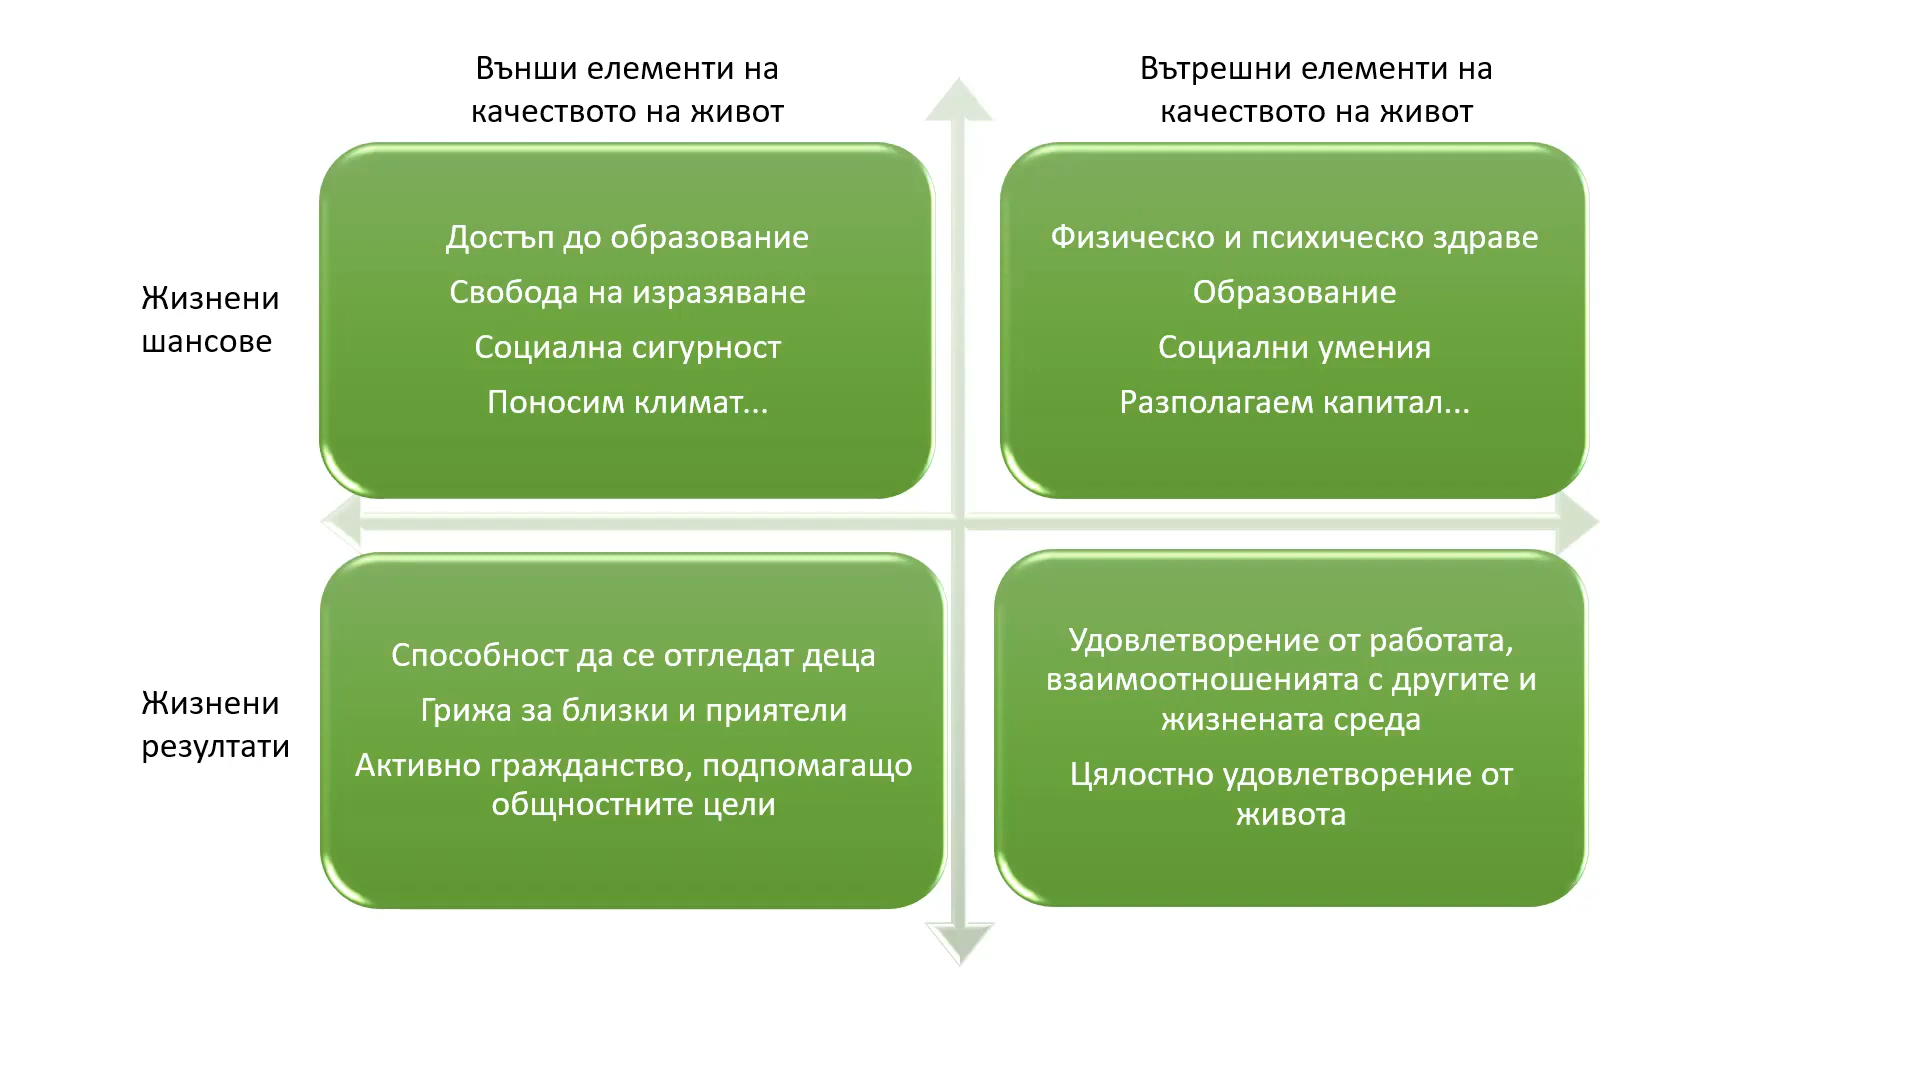 Външи елементи на
качеството на живот
Вътрешни елементи на
качеството на живот
Жизнени
шансове
Достъп до образование
Свобода на изразяване
Социална сигурност
Поносим климат...
Физическо и психическо здраве
Образование
Социални умения
Разполагаем капитал...
Жизнени
резултати
Способност да се отгледат деца
Грижа за близки и приятели
Активно гражданство, подпомагащо
общностните цели
Удовлетворение от работата,
взаимоотношенията с другите и
жизнената среда
Цялостно удовлетворение от
живота